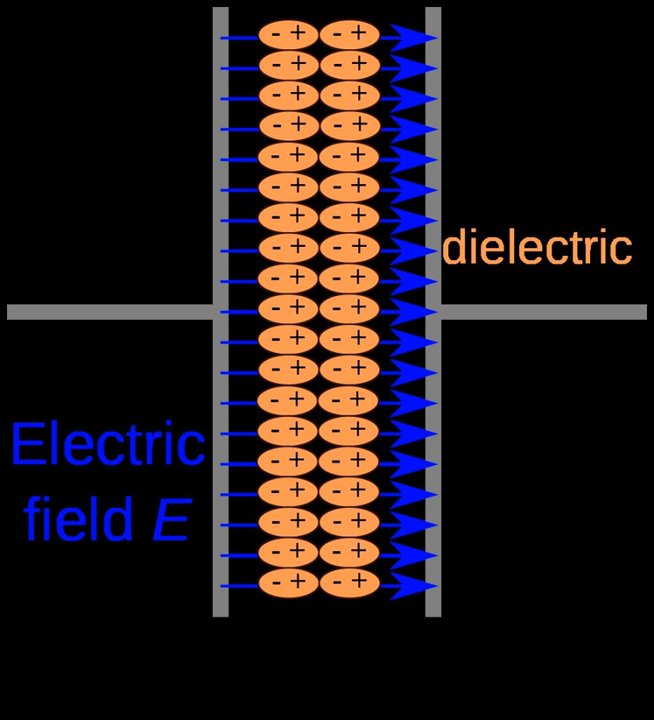 - + - +
- + - +
- + - +
- + - +
- + - +
- + - +
- + - +
- + - +
dielectric
- + - +
- + - +
- + - +
- + - +
- + - +
- + - +
Electric
field E
- + - +
- + - +
- + - +
- + - +
- + - +